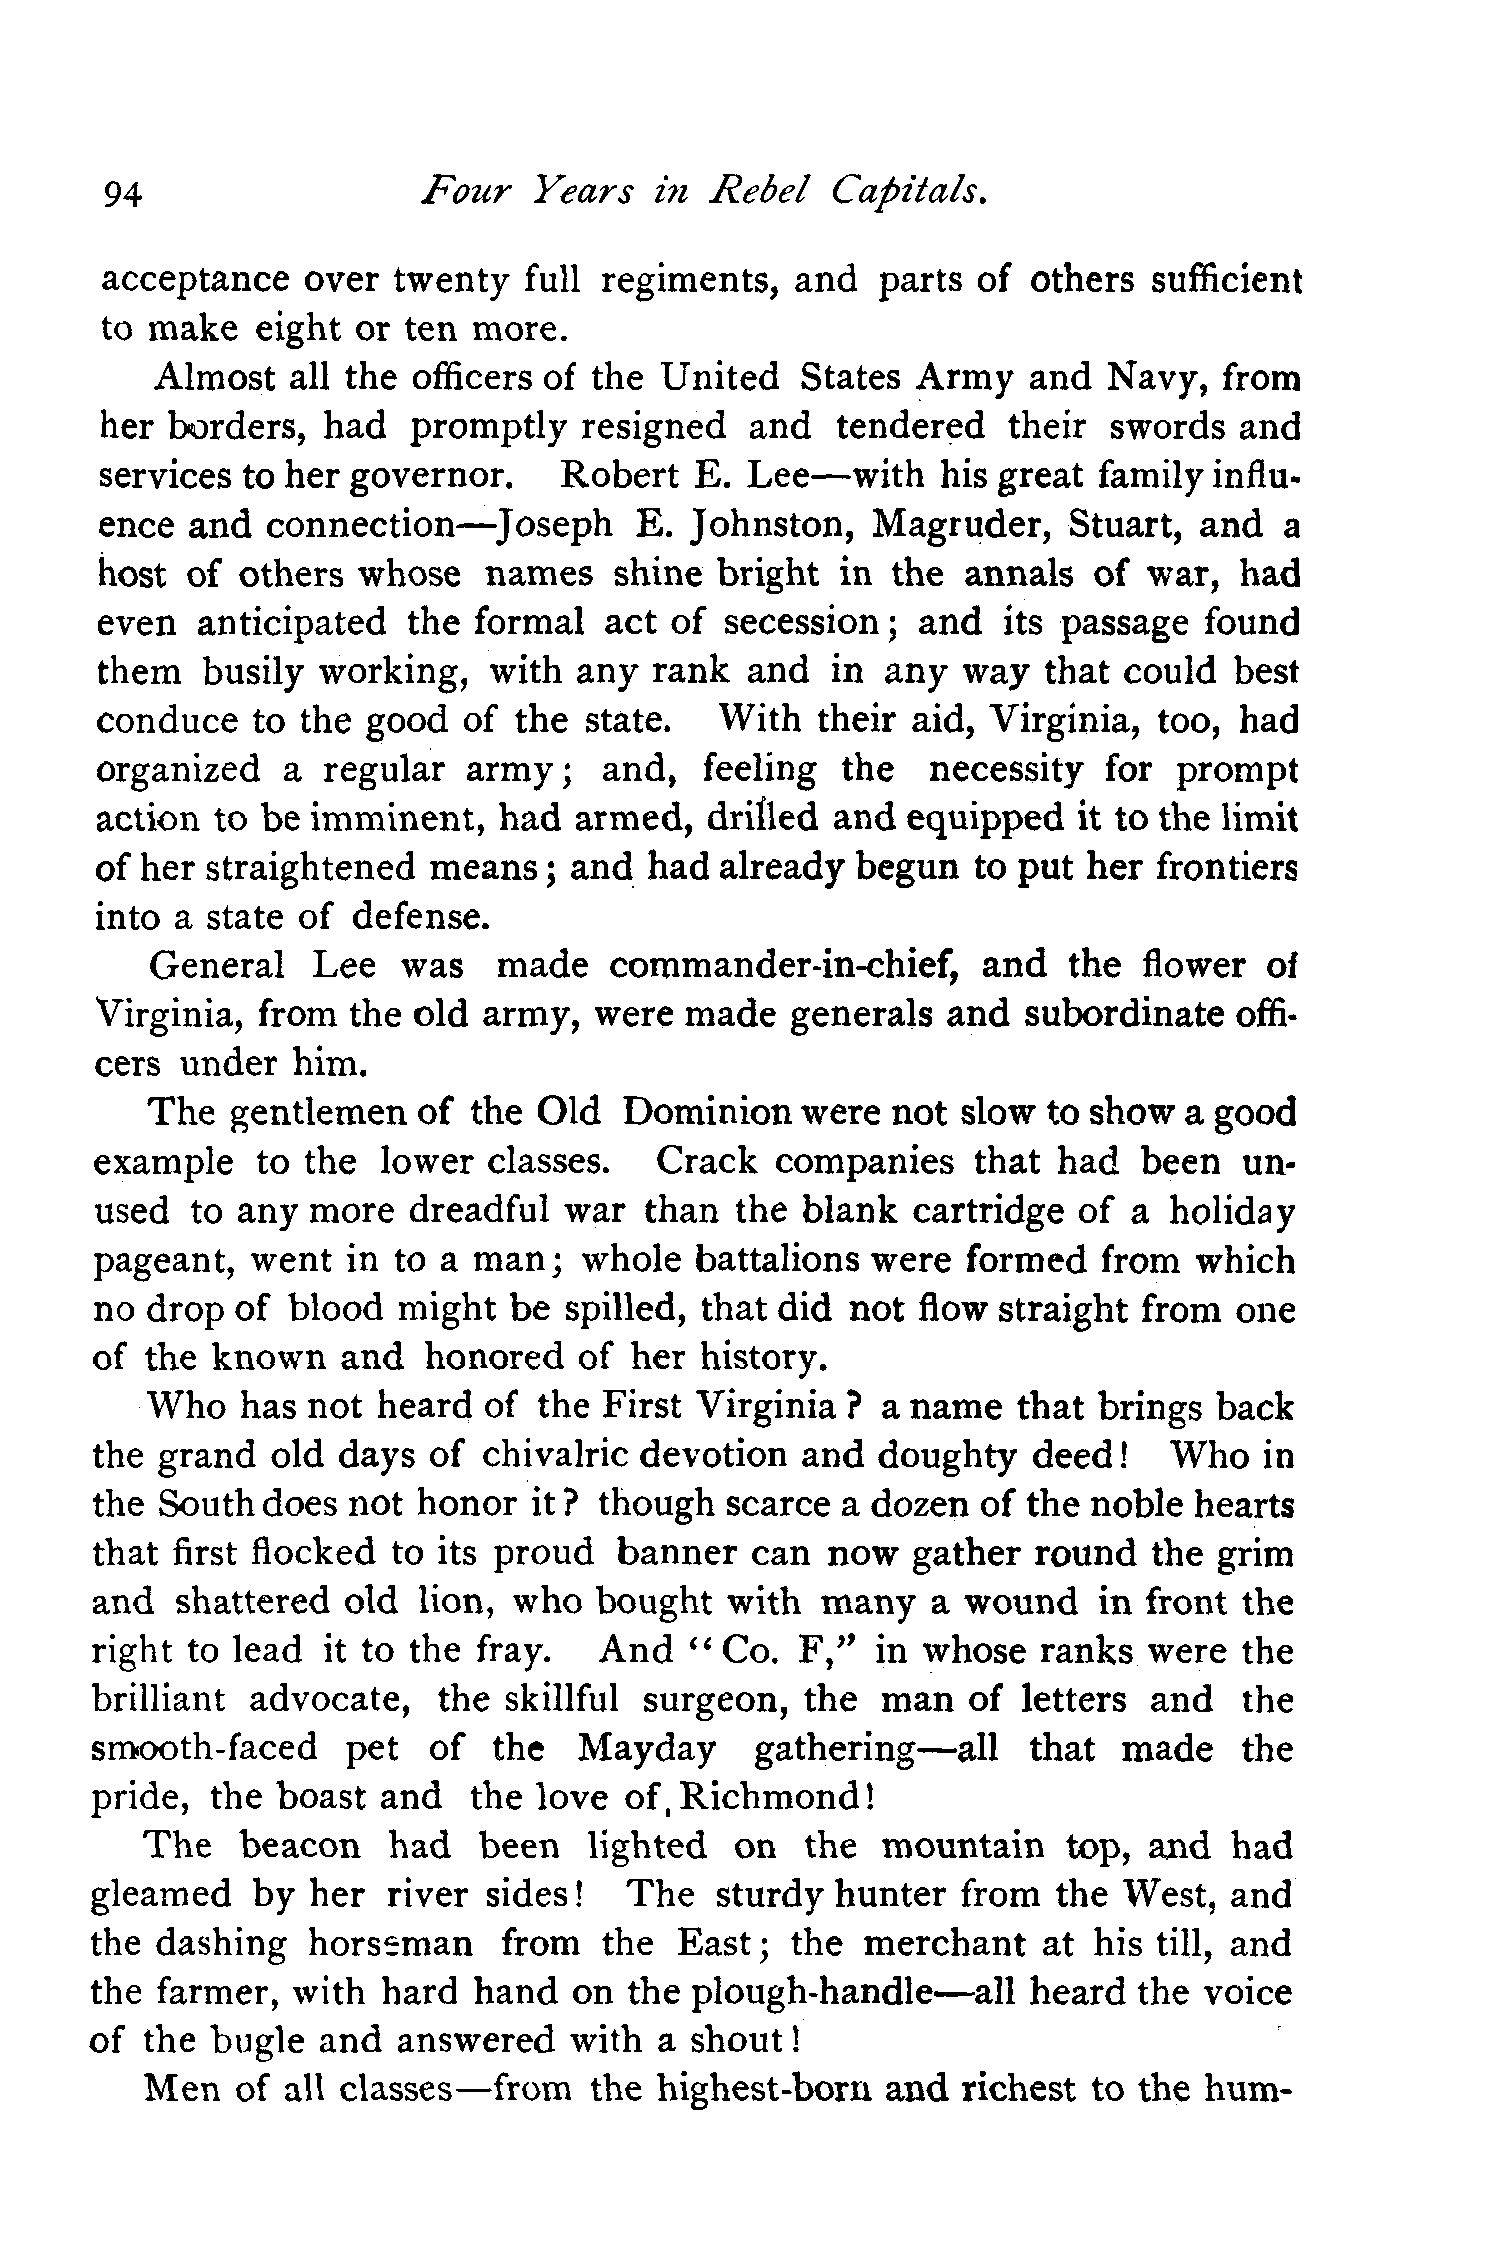 94 Four Years in Rebel Capitals.
acceptance over twenty full regiments, and parts of others sufficient
to make eight or ten more.
Almost all the officers of the United States Army and Navy, from
her borders, had promptly resigned and tendered their swords and
services to her governor. Robert E. Lee—with his great family influ-
ence and connection—Joseph E. Johnston, Magruder, Stuart, and a
host of others whose names shine bright in the annals of war, had
even anticipated the formal act of secession; and its passage found
them busily working, with any rank and in any way that could best
conduce to the good of the state. With their aid, Virginia, too, had
organized a regular army; and, feeling the necessity for prompt
action to be imminent, had armed, drilled and equipped it to the limit
of her straightened means; and had already begun to put her frontiers
into a state of defense.
General Lee was made commander-in-chief, and the flower of
Virginia, from the old army, were made generals and subordinate offi-
cers under him.
The gentlemen of the Old Dominion were not slow to show a good
example to the lower classes. Crack companies that had been un-
used to any more dreadful war than the blank cartridge of a holiday
pageant, went in to a man; whole battalions were formed from which
no drop of blood might be spilled, that did not flow straight from one
of the known and honored of her history.
Who has not heard of the First Virginia? a name that brings back
the grand old days of chivalric devotion and doughty deed! Who in
the South does not honor it? though scarce a dozen of the noble hearts
that first flocked to its proud banner can now gather round the grim
and shattered old lion, who bought with many a wound in front the
right to lead it to the fray. And "Co. F," in whose ranks were the
brilliant advocate, the skillful surgeon, the man of letters and the
smooth-faced pet of the Mayday gathering—all that made the
pride, the boast and the love of Richmond!
The beacon had been lighted on the mountain top, and had
gleamed by her river sides! The sturdy hunter from the West, and
the dashing horseman from the East; the merchant at his till, and
the farmer, with hard hand on the plough-handle—all heard the voice
of the bugle and answered with a shout!
Men of all classes—from the highest-born and richest to the hum-